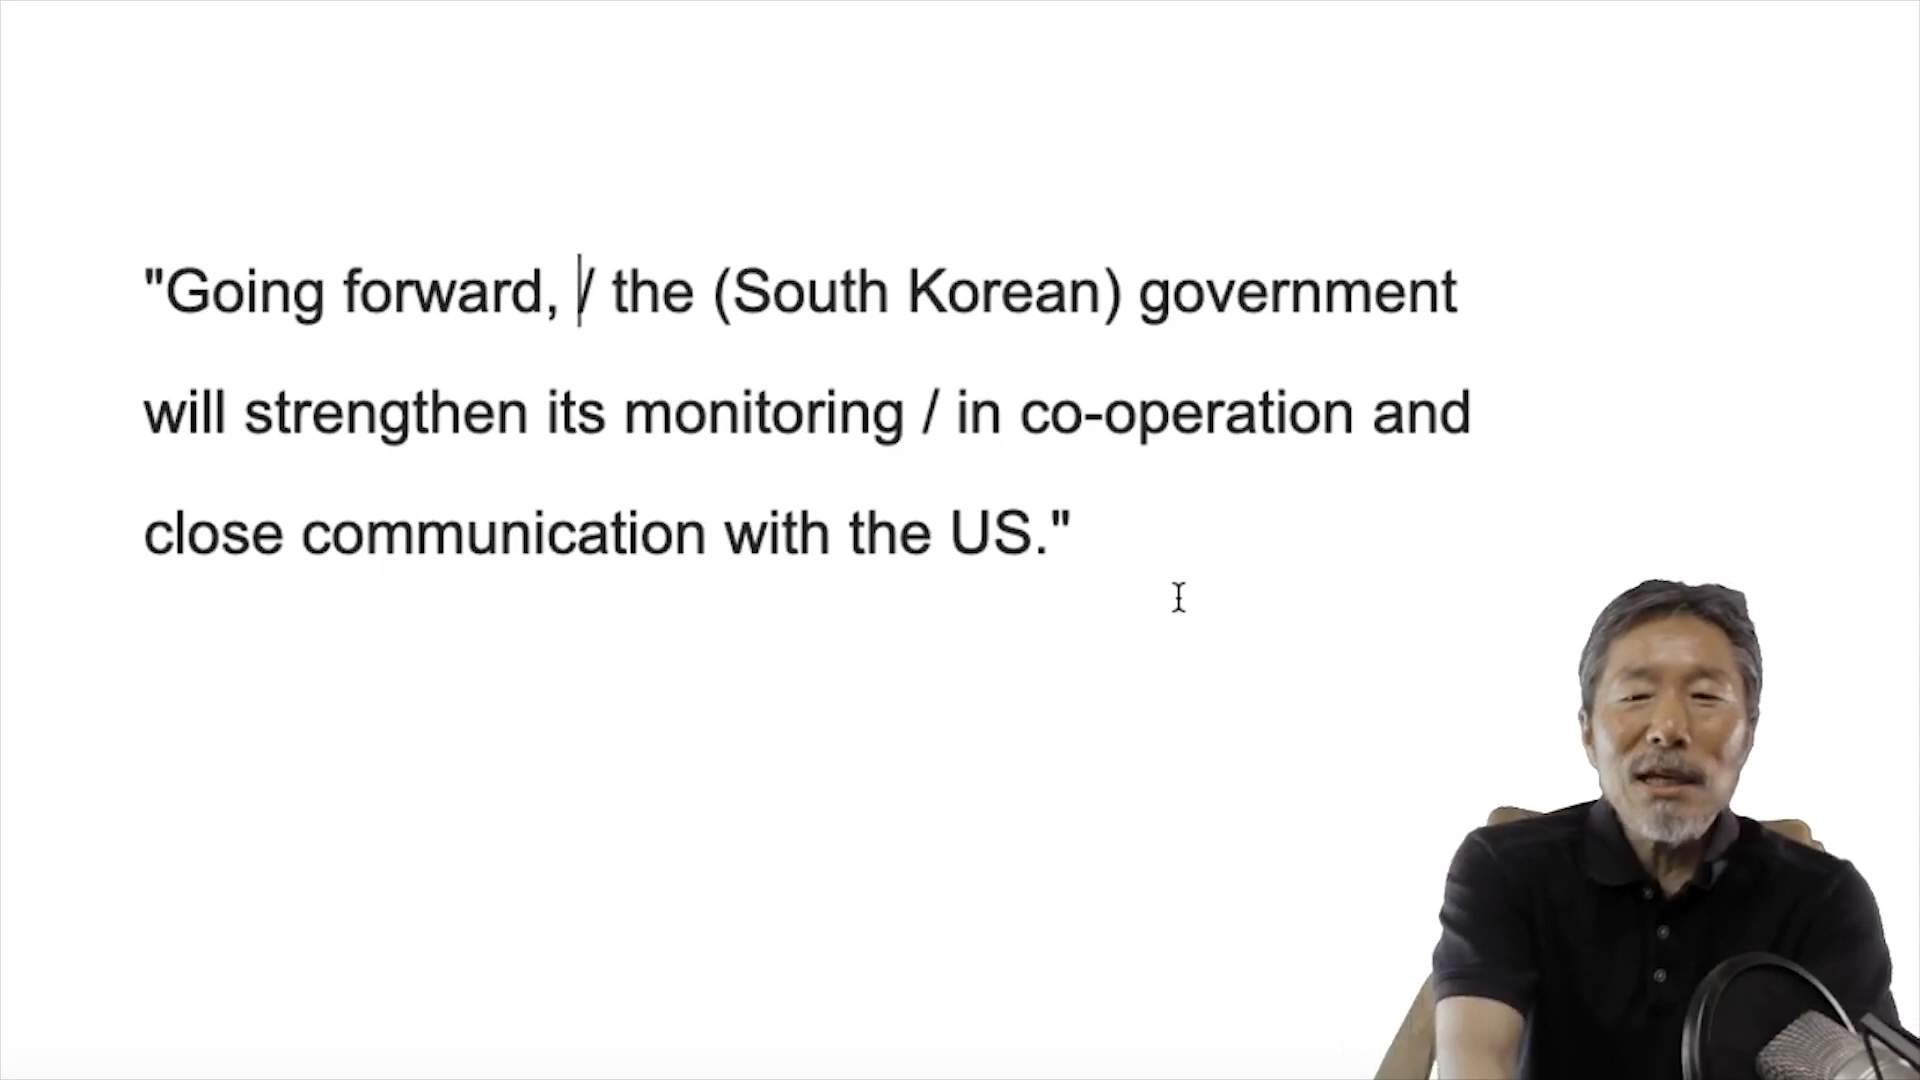 "Going forward, / the (South Korean) government
will strengthen its monitoring / in co-operation and
close communication with the US."